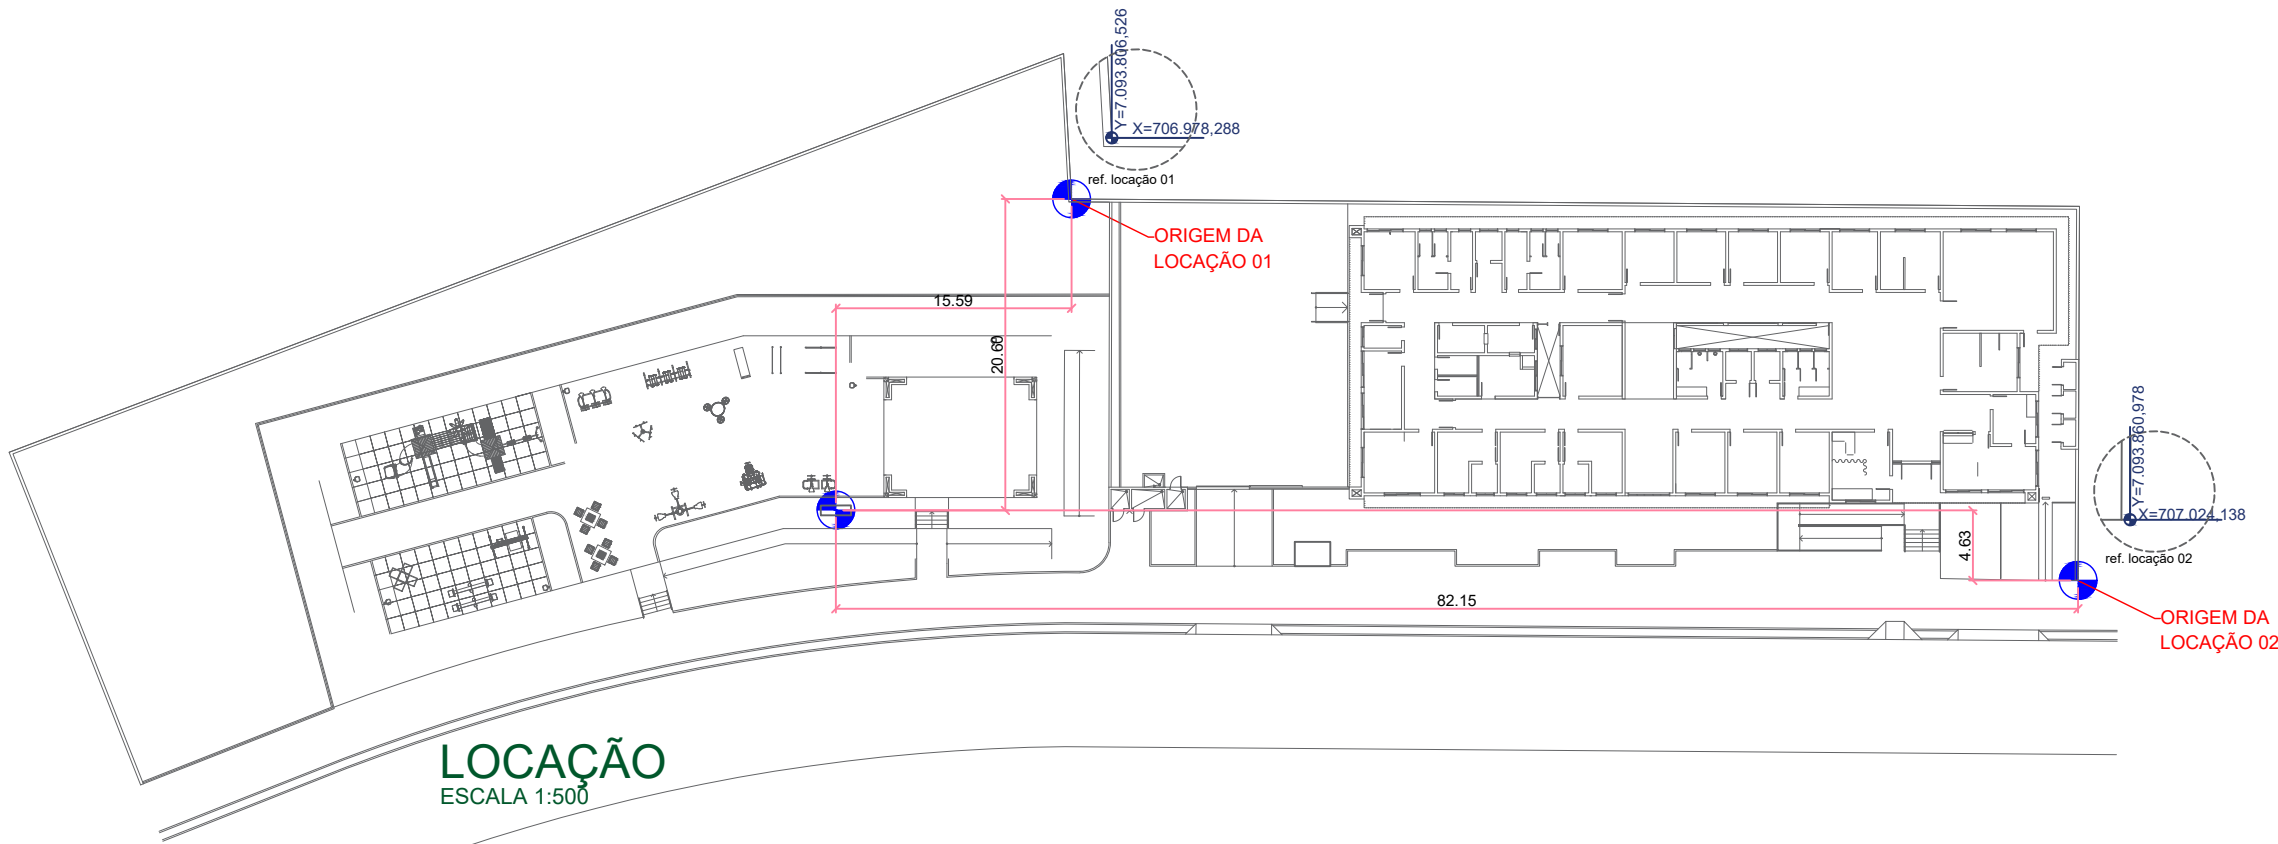 Y=7.093.806,526
X=706.978,288
ref. locação 01
ORIGEM DA
LOCAÇÃO 01
15.59
20.60
Y=7.093.860,978
X=707.024,138
ref. locação 02
4.63
82.15
ORIGEM DA
LOCAÇÃO 02
LOCAÇÃO
ESCALA 1:500